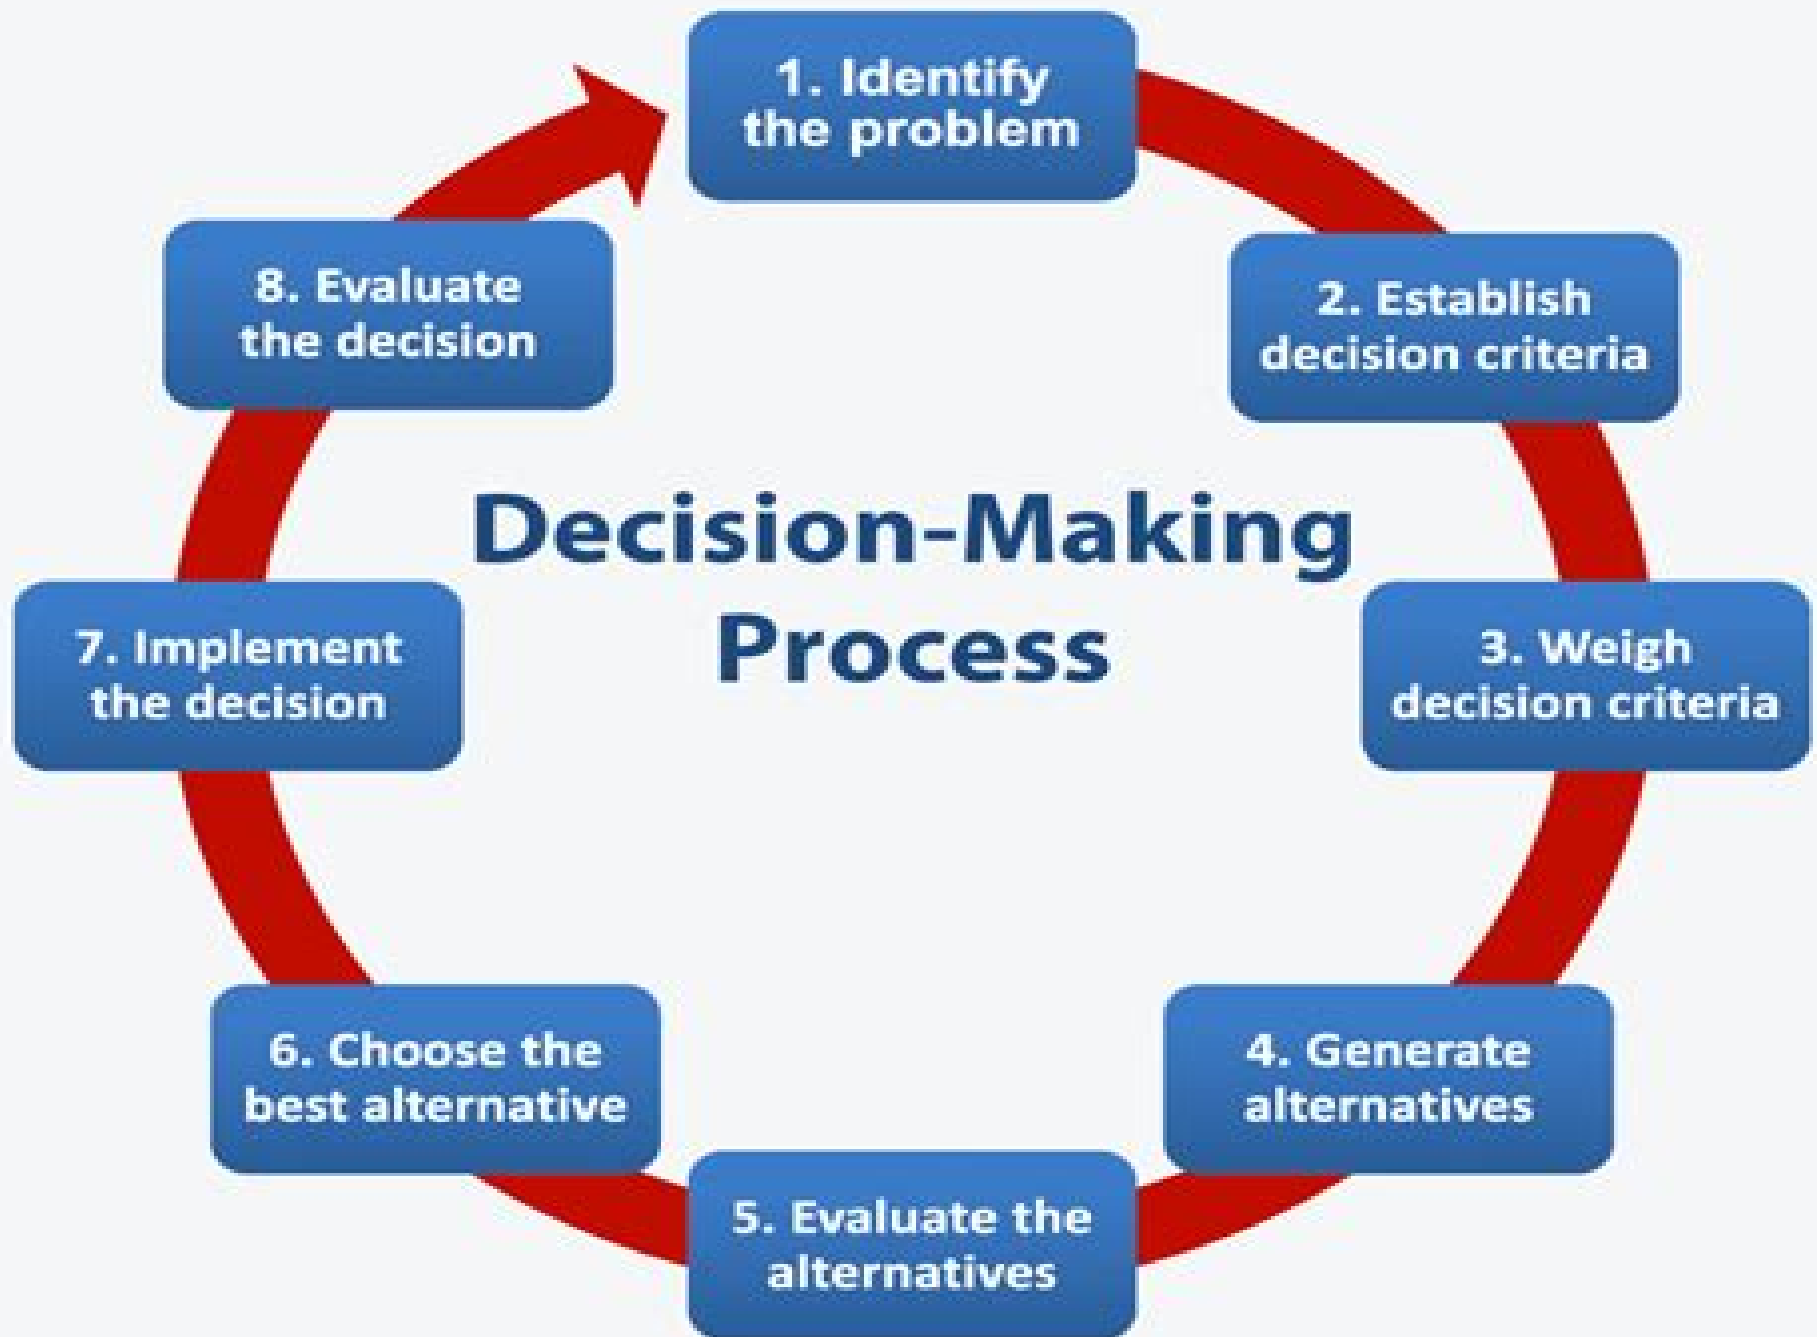 1. Identify
the problem
2. Establish
decision criteria
3. Weigh
decision criteria
4. Generate
alternatives
5. Evaluate the
alternatives
6. Choose the
best alternative
7. Implement
the decision
8. Evaluate
the decision
Decision-Making
Process